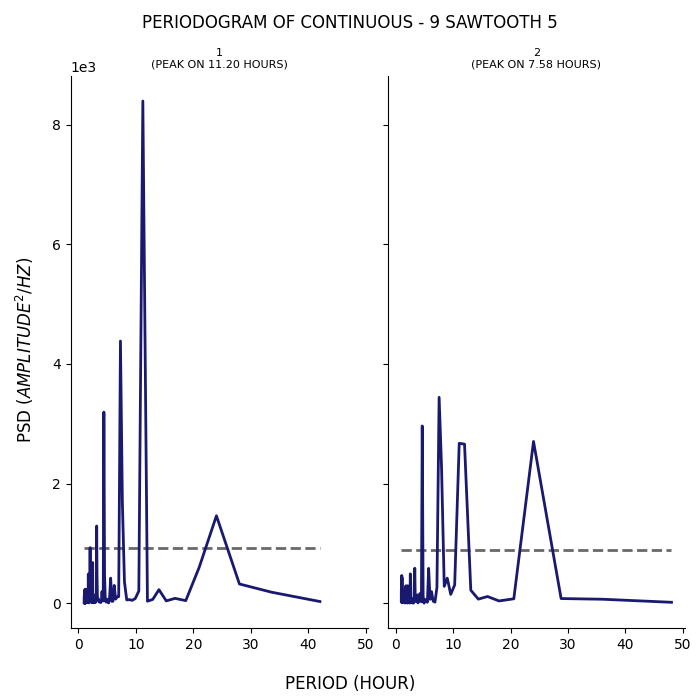 PERIODOGRAM OF CONTINUOUS - 9 SAWTOOTH 5
1
(PEAK ON 11.20 HOURS)
2
(PEAK ON 7.58 HOURS)
1e3
8
6
4
2
0
PSD (AMPLITUDE²/HZ)
0 10 20 30 40 50
0 10 20 30 40 50
PERIOD (HOUR)